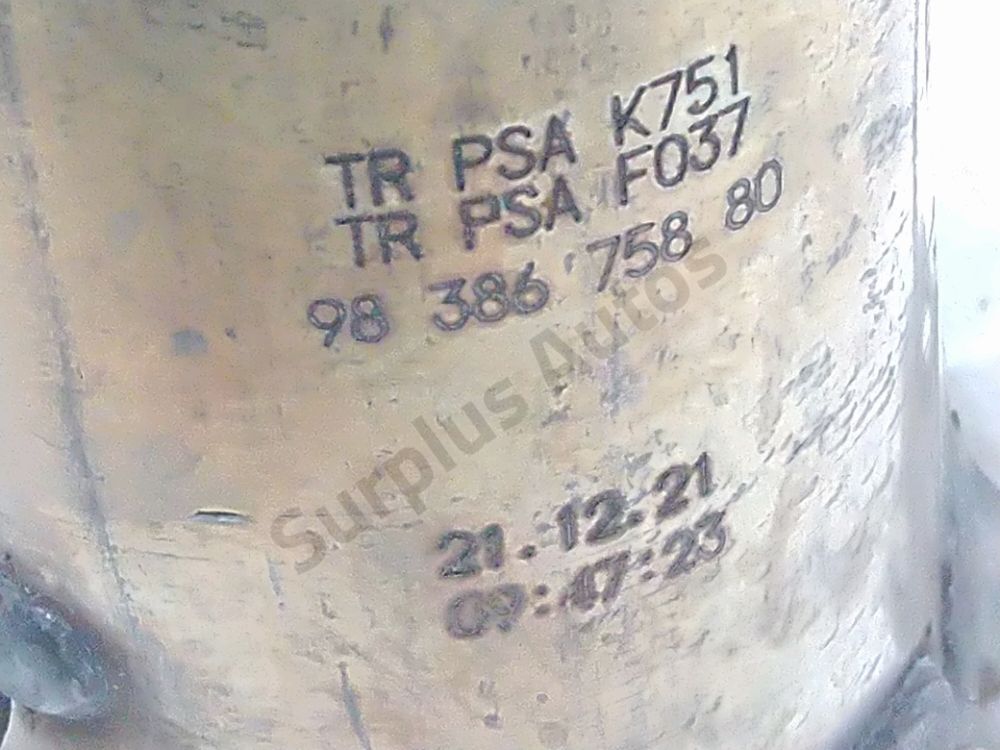 TR PSA K751
TR PSA F037
98 386 758 80
Surplus Autos
21.12.21
09:47:23